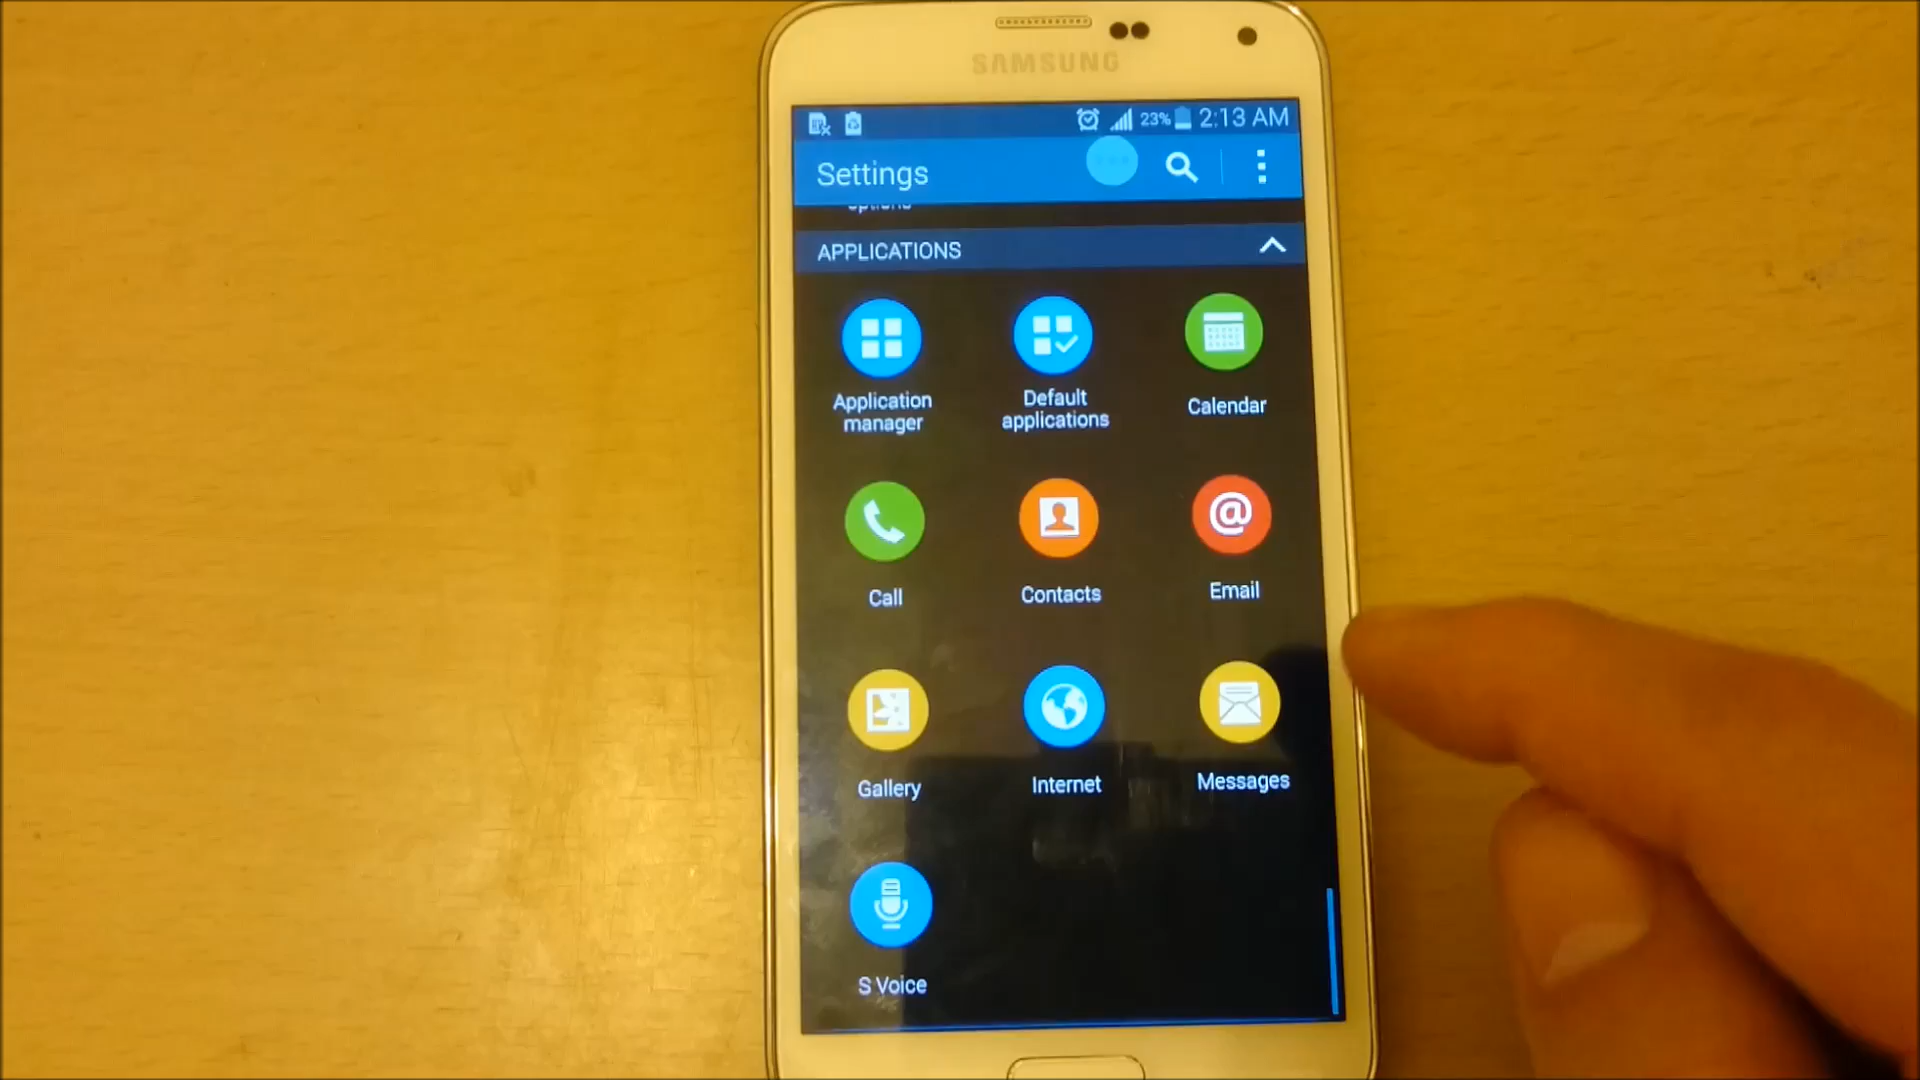 SAMSUNG
23% 2:13 AM
Settings
options
APPLICATIONS
Application
manager
Default
applications
Calendar
Call
Contacts
@
Email
Gallery
Internet
Messages
S Voice